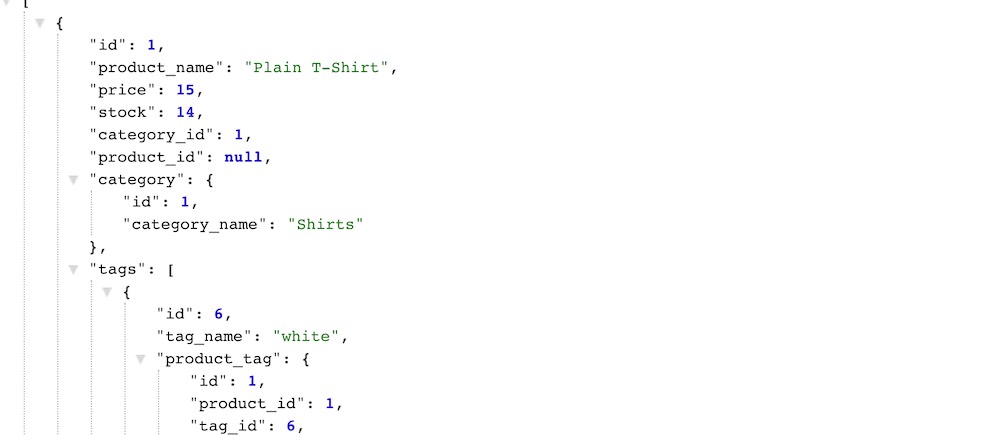 [
{
"id": 1,
"product_name": "Plain T-Shirt",
"price": 15,
"stock": 14,
"category_id": 1,
"product_id": null,
"category": {
"id": 1,
"category_name": "Shirts"
},
"tags": [
{
"id": 6,
"tag_name": "white",
"product_tag": {
"id": 1,
"product_id": 1,
"tag_id": 6,